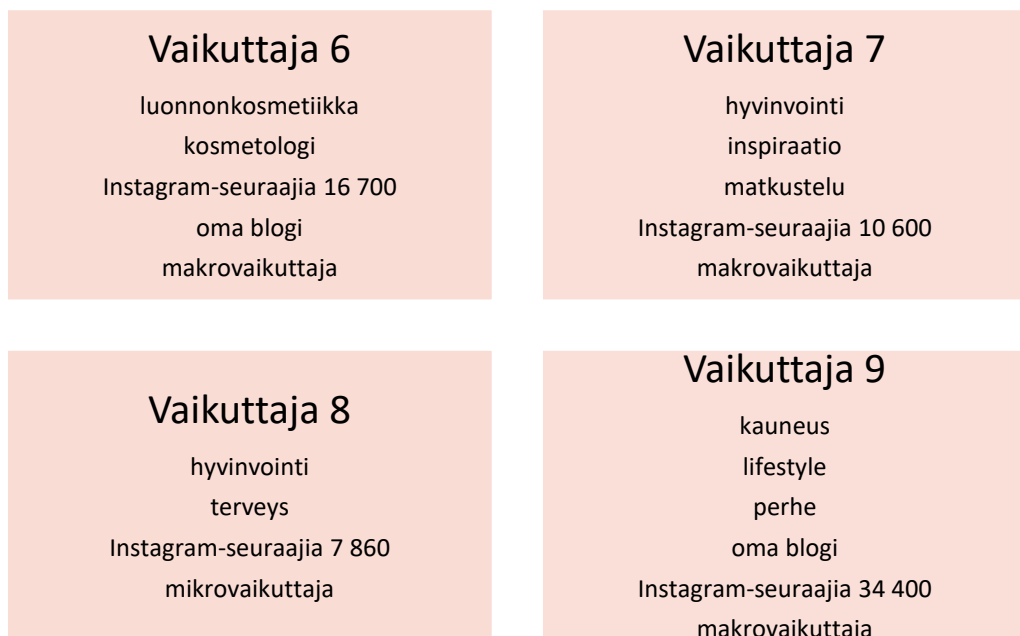 Vaikuttaja 6
luonnonkosmetiikka
kosmetologi
Instagram-seuraajia 16 700
oma blogi
makrovaikuttaja
Vaikuttaja 7
hyvinvointi
inspiraatio
matkustelu
Instagram-seuraajia 10 600
makrovaikuttaja
Vaikuttaja 8
hyvinvointi
terveys
Instagram-seuraajia 7 860
mikrovaikuttaja
Vaikuttaja 9
kauneus
lifestyle
perhe
oma blogi
Instagram-seuraajia 34 400
makrovaikuttaja